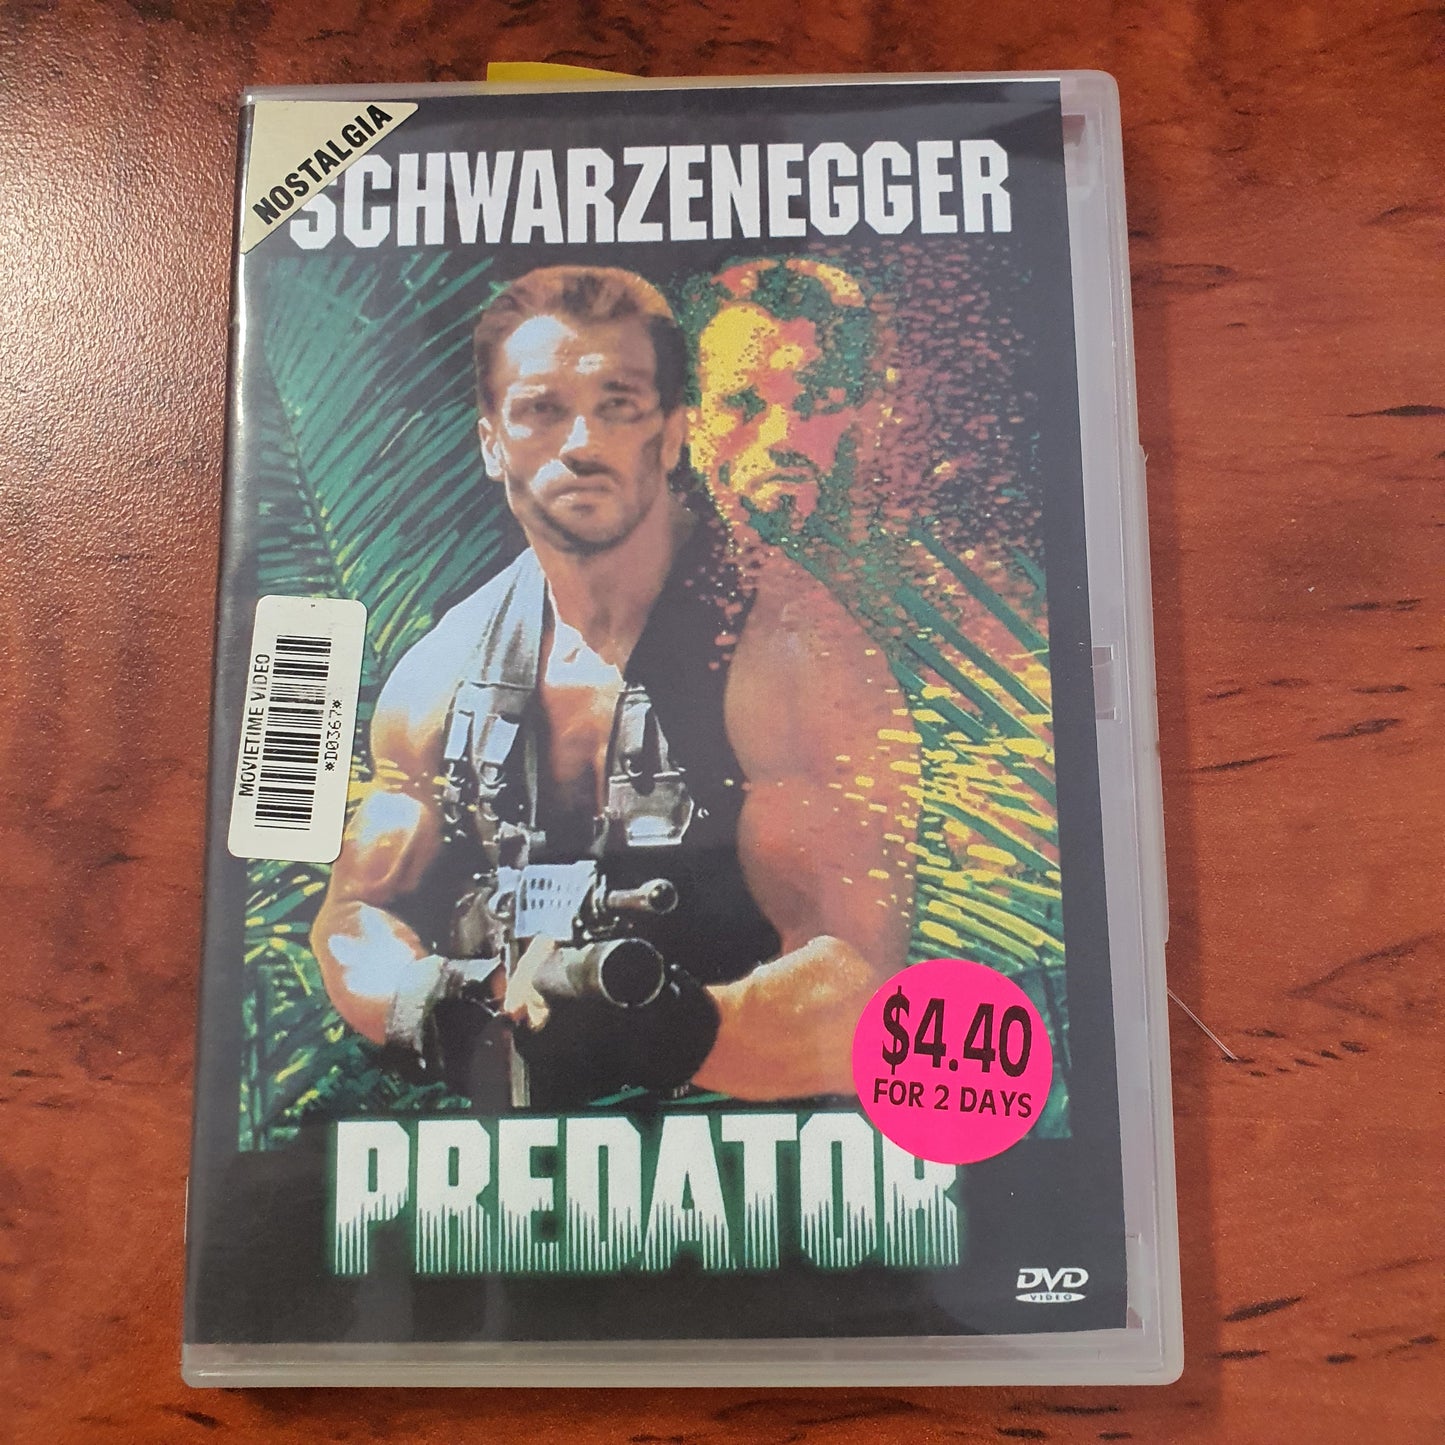 NOSTALGIA
SCHWARZENEGGER
MOVIETIME VIDEO
*D0367*
$4.40
FOR 2 DAYS
PREDATOR
DVD
VIDEO